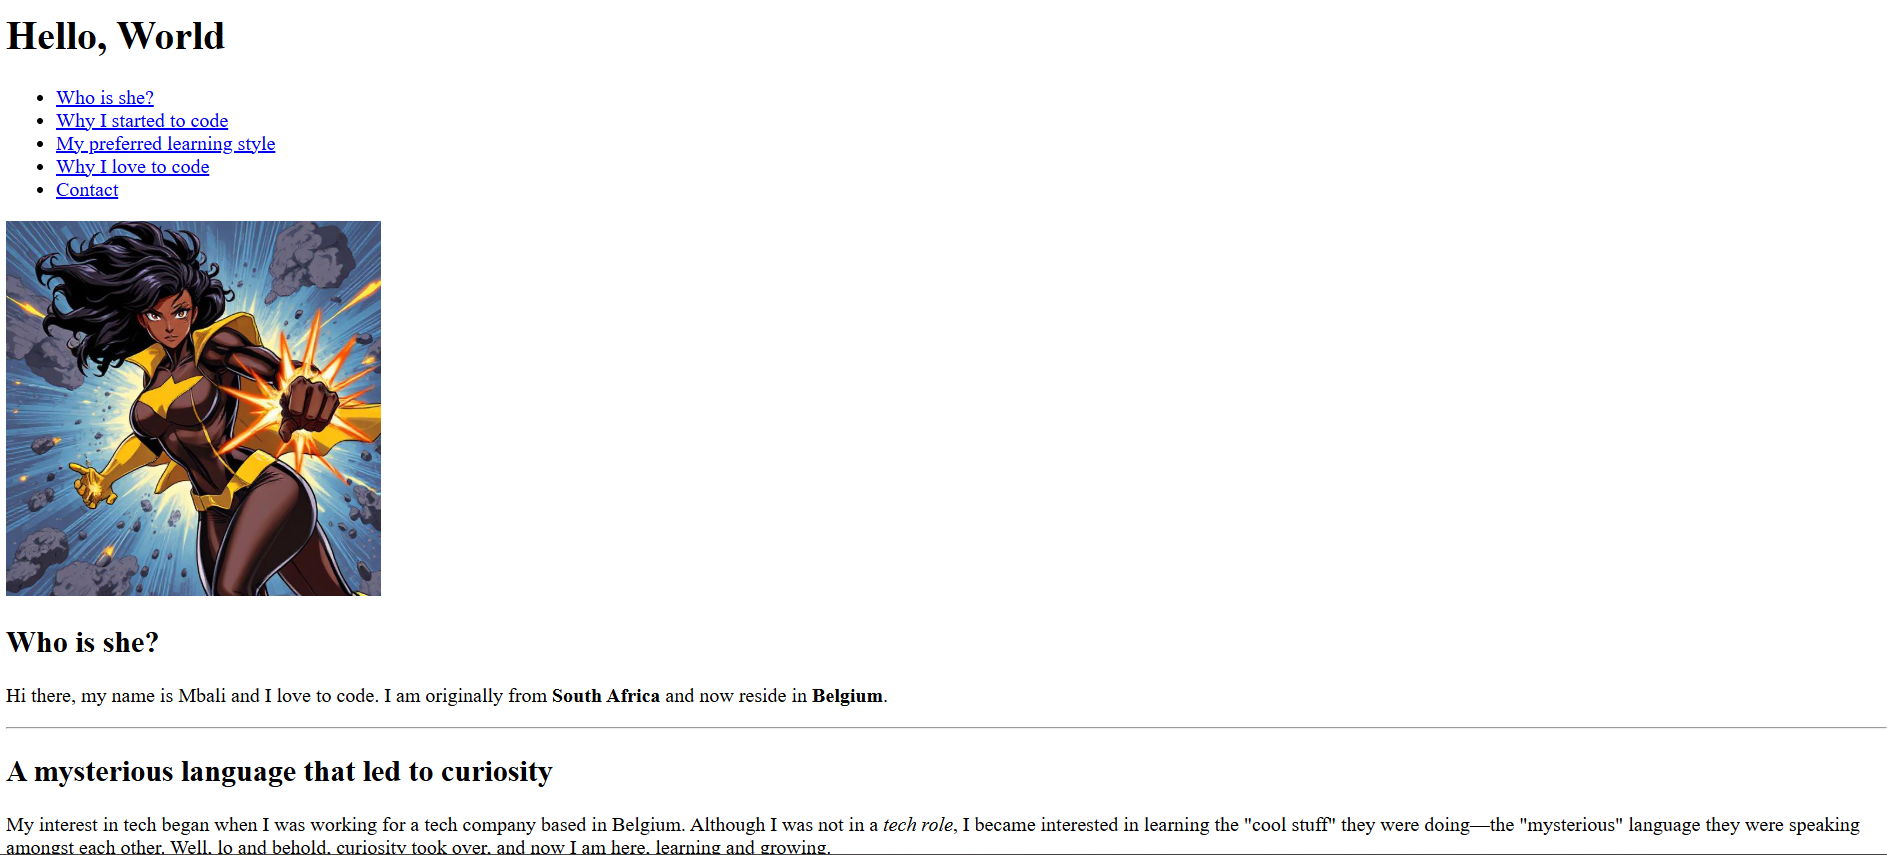 Hello, World
Who is she?
Why I started to code
My preferred learning style
Why I love to code
Contact
Who is she?
Hi there, my name is Mbali and I love to code. I am originally from South Africa and now reside in Belgium.
A mysterious language that led to curiosity
My interest in tech began when I was working for a tech company based in Belgium. Although I was not in a tech role, I became interested in learning the "cool stuff" they were doing—the "mysterious" language they were speaking
amongst each other. Well, lo and behold, curiosity took over, and now I am here, learning and growing.